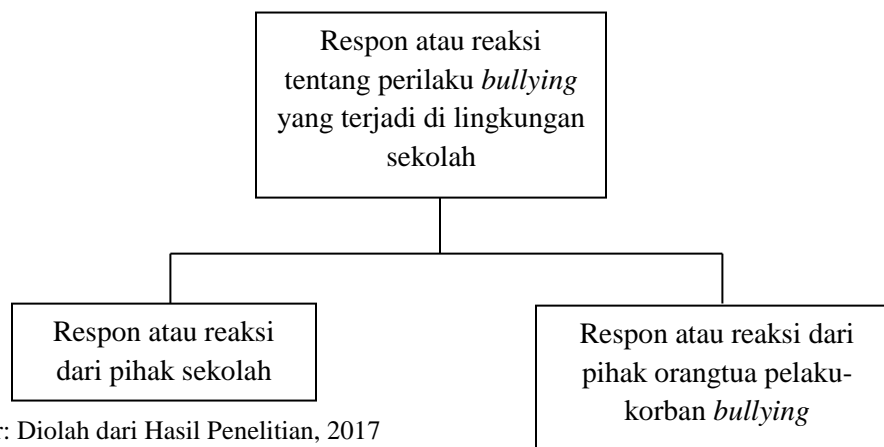 Respon atau reaksi
tentang perilaku bullying
yang terjadi di lingkungan
sekolah
Respon atau reaksi
dari pihak sekolah
Respon atau reaksi dari
pihak orangtua pelaku-
korban bullying
: Diolah dari Hasil Penelitian, 2017